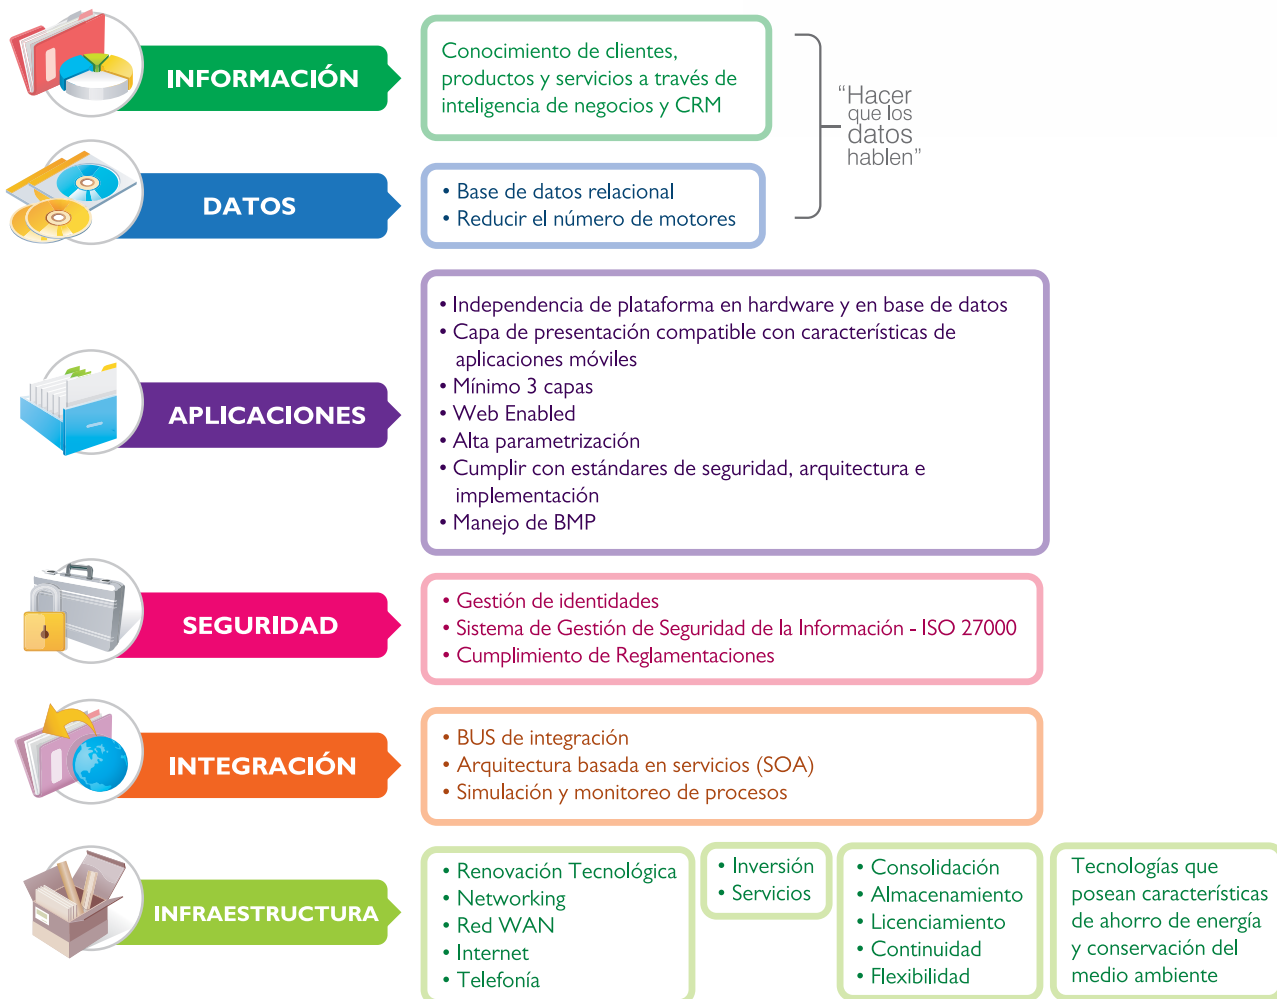 INFORMACIÓN
Conocimiento de clientes,
productos y servicios a través de
inteligencia de negocios y CRM
“Hacer
que los
datos
hablen”
DATOS
• Base de datos relacional
• Reducir el número de motores
APLICACIONES
• Independencia de plataforma en hardware y en base de datos
• Capa de presentación compatible con características de
aplicaciones móviles
• Mínimo 3 capas
• Web Enabled
• Alta parametrización
• Cumplir con estándares de seguridad, arquitectura e
implementación
• Manejo de BMP
SEGURIDAD
• Gestión de identidades
• Sistema de Gestión de Seguridad de la Información - ISO 27000
• Cumplimiento de Reglamentaciones
INTEGRACIÓN
• BUS de integración
• Arquitectura basada en servicios (SOA)
• Simulación y monitoreo de procesos
INFRAESTRUCTURA
• Renovación Tecnológica
• Networking
• Red WAN
• Internet
• Telefonía
• Inversión
• Servicios
• Consolidación
• Almacenamiento
• Licenciamiento
• Continuidad
• Flexibilidad
Tecnologías que
posean características
de ahorro de energía
y conservación del
medio ambiente